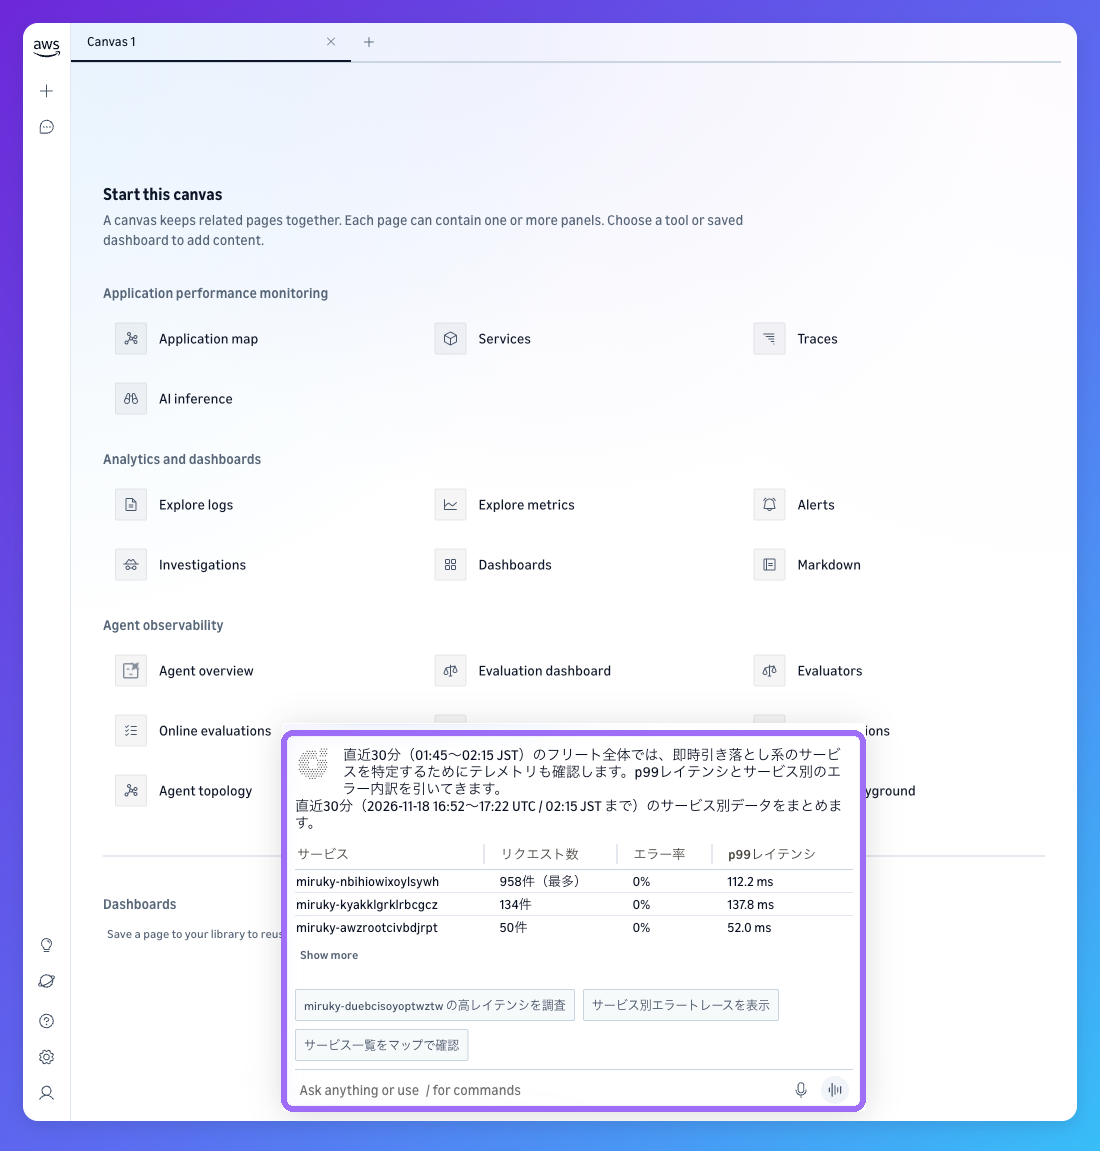 aws
Canvas 1
Start this canvas
A canvas keeps related pages together. Each page can contain one or more panels. Choose a tool or saved
dashboard to add content.
Application performance monitoring
Application map
Services
Traces
AI inference
Analytics and dashboards
Explore logs
Explore metrics
Alerts
Investigations
Dashboards
Markdown
Agent observability
Agent overview
Evaluation dashboard
Evaluators
Online evaluations
ions
Agent topology
yground
直近30分（01:45〜02:15 JST）のフリート全体では、即時引き落とし系のサービ
スを特定するためにテレメトリも確認します。p99レイテンシとサービス別のエ
ラー内訳を引いてきます。
直近30分（2026-11-18 16:52〜17:22 UTC / 02:15 JST まで）のサービス別データをまとめま
す。
サービス リクエスト数 エラー率 p99レイテンシ
miruky-nbihiowixoylsywh 958件（最多） 0% 112.2 ms
miruky-kyakklgrklrbcgcz 134件 0% 137.8 ms
miruky-awzrootcivbdjrpt 50件 0% 52.0 ms
Show more
miruky-duebcisoyoptwztw の高レイテンシを調査
サービス別エラートレースを表示
サービス一覧をマップで確認
Ask anything or use / for commands
Dashboards
Save a page to your library to reus